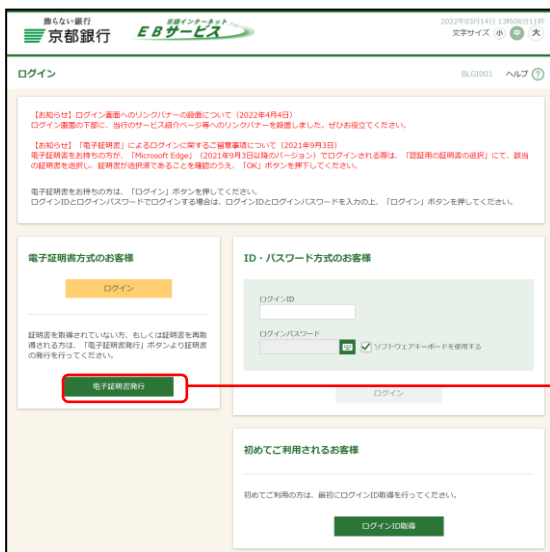 飾らない銀行
京都銀行
京銀インターネット
EBサービス
2022年03月14日 13時06分11秒
文字サイズ 小 中 大
ログイン
BLGI001 ヘルプ ?
【お知らせ】ログイン画面へのリンクバナーの設置について（2022年4月4日）
ログイン画面の下部に、当行のサービス紹介ページ等へのリンクバナーを設置しました。ぜひお役立てください。
【お知らせ】「電子証明書」によるログインに関するご留意事項について（2021年9月3日）
電子証明書をお持ちの方が、「Microsoft Edge」（2021年9月3日以降のバージョン）でログインされる際は、「認証用の証明書の選択」にて、該当
の証明書を選択し、証明書が選択済であることを確認のうえ、「OK」ボタンを押下してください。
電子証明書をお持ちの方は、「ログイン」ボタンを押してください。
ログインIDとログインパスワードでログインする場合は、ログインIDとログインパスワードを入力の上、「ログイン」ボタンを押してください。
電子証明書方式のお客様
ログイン
証明書を取得されていない方、もしくは証明書を再取
得される方は、「電子証明書発行」ボタンより証明書
の発行を行ってください。
電子証明書発行
ID・パスワード方式のお客様
ログインID
ログインパスワード
ソフトウェアキーボードを使用する
ログイン
初めてご利用されるお客様
初めてご利用の方は、最初にログインID取得を行ってください。
ログインID取得